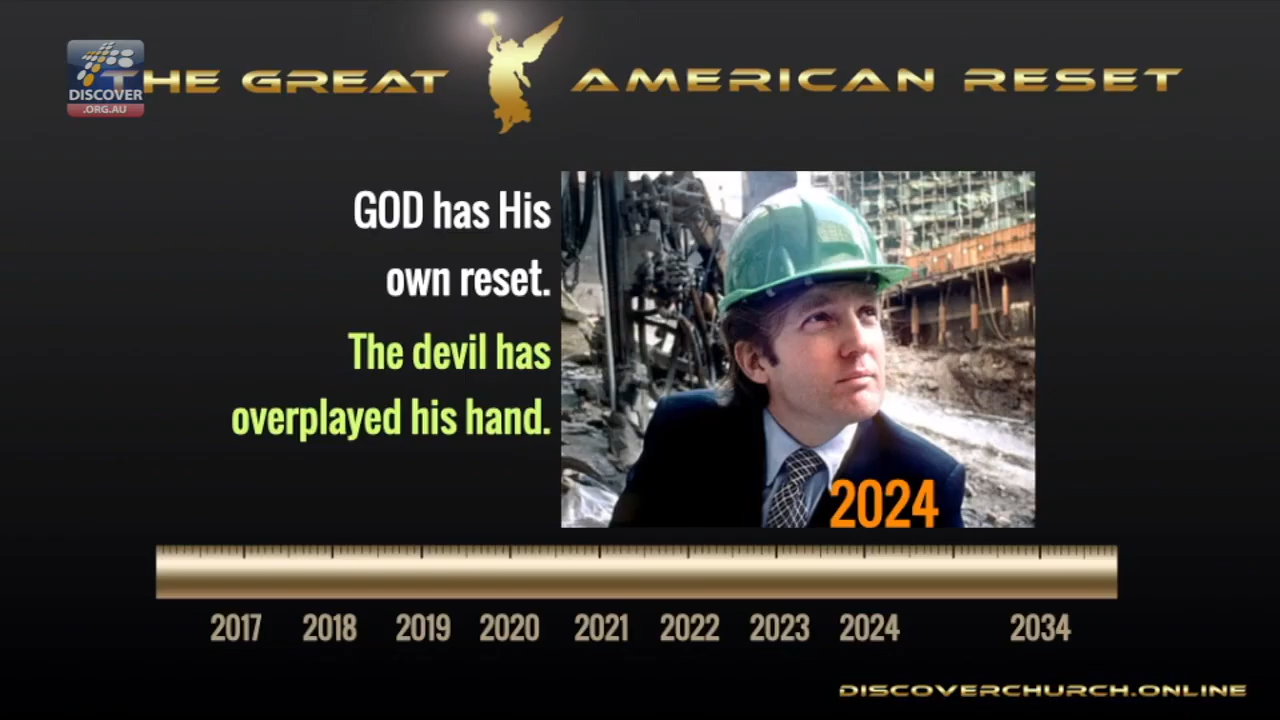 THE GREAT AMERICAN RESET
DISCOVER
.ORG.AU
GOD has His
own reset.
The devil has
overplayed his hand.
2024
2017 2018 2019 2020 2021 2022 2023 2024 2034
DISCOVERCHURCH.ONLINE